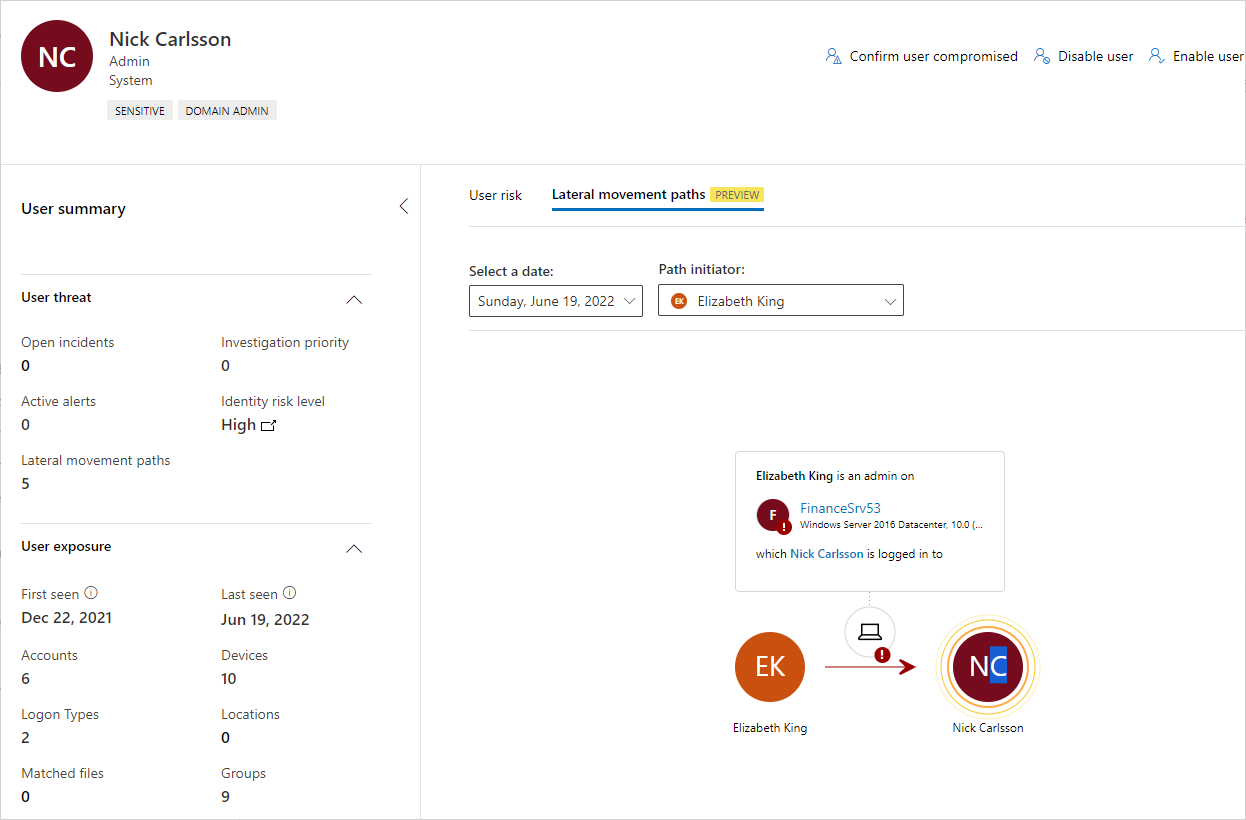 NC
Nick Carlsson
Admin
System
SENSITIVE DOMAIN ADMIN
Confirm user compromised Disable user Enable user
User summary
User threat
Open incidents Investigation priority
0 0
Active alerts Identity risk level
0 High
Lateral movement paths
5
User exposure
First seen Last seen
Dec 22, 2021 Jun 19, 2022
Accounts Devices
6 10
Logon Types Locations
2 0
Matched files Groups
0 9
User risk Lateral movement paths PREVIEW
Select a date: Path initiator:
Sunday, June 19, 2022 EK Elizabeth King
Elizabeth King is an admin on
F ! FinanceSrv53
Windows Server 2016 Datacenter, 10.0 (...
which Nick Carlsson is logged in to
!
EK NC
Elizabeth King Nick Carlsson